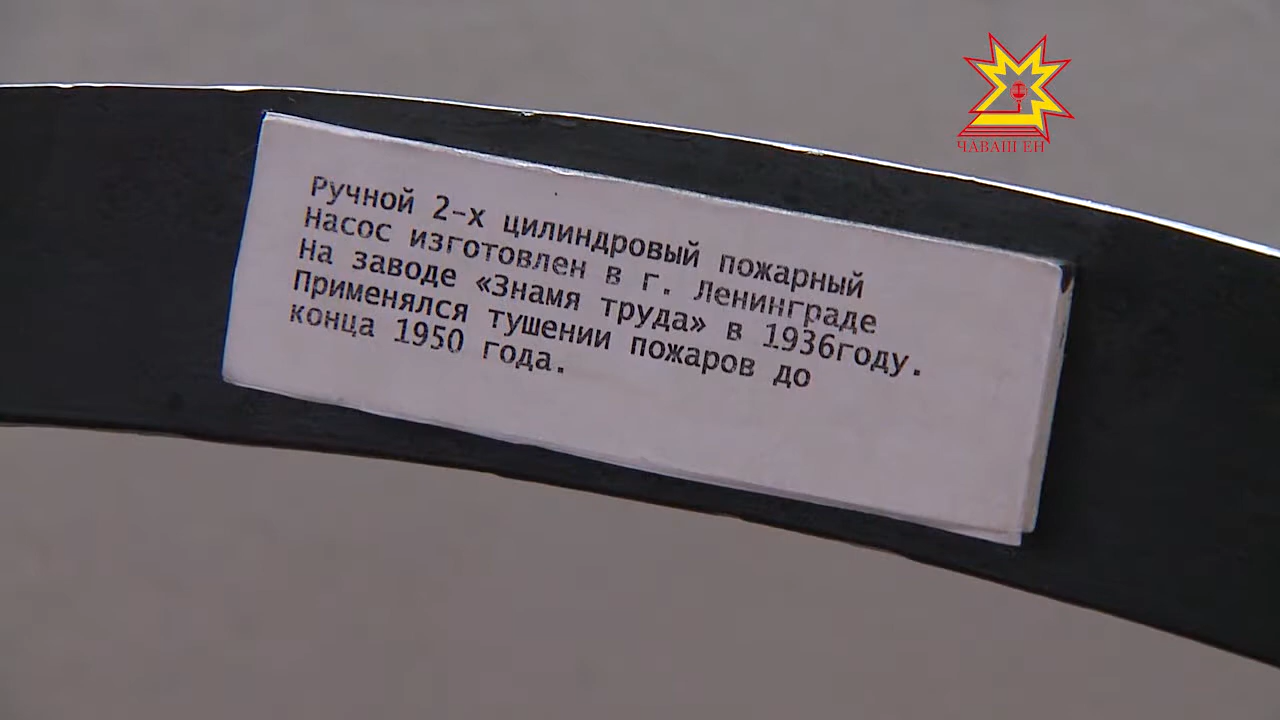 ЧӐВАШ ЕН
Ручной 2-х цилиндровый пожарный
насос изготовлен в г. Ленинграде
На заводе «Знамя труда» в 1936году.
Применялся тушении пожаров до
конца 1950 года.